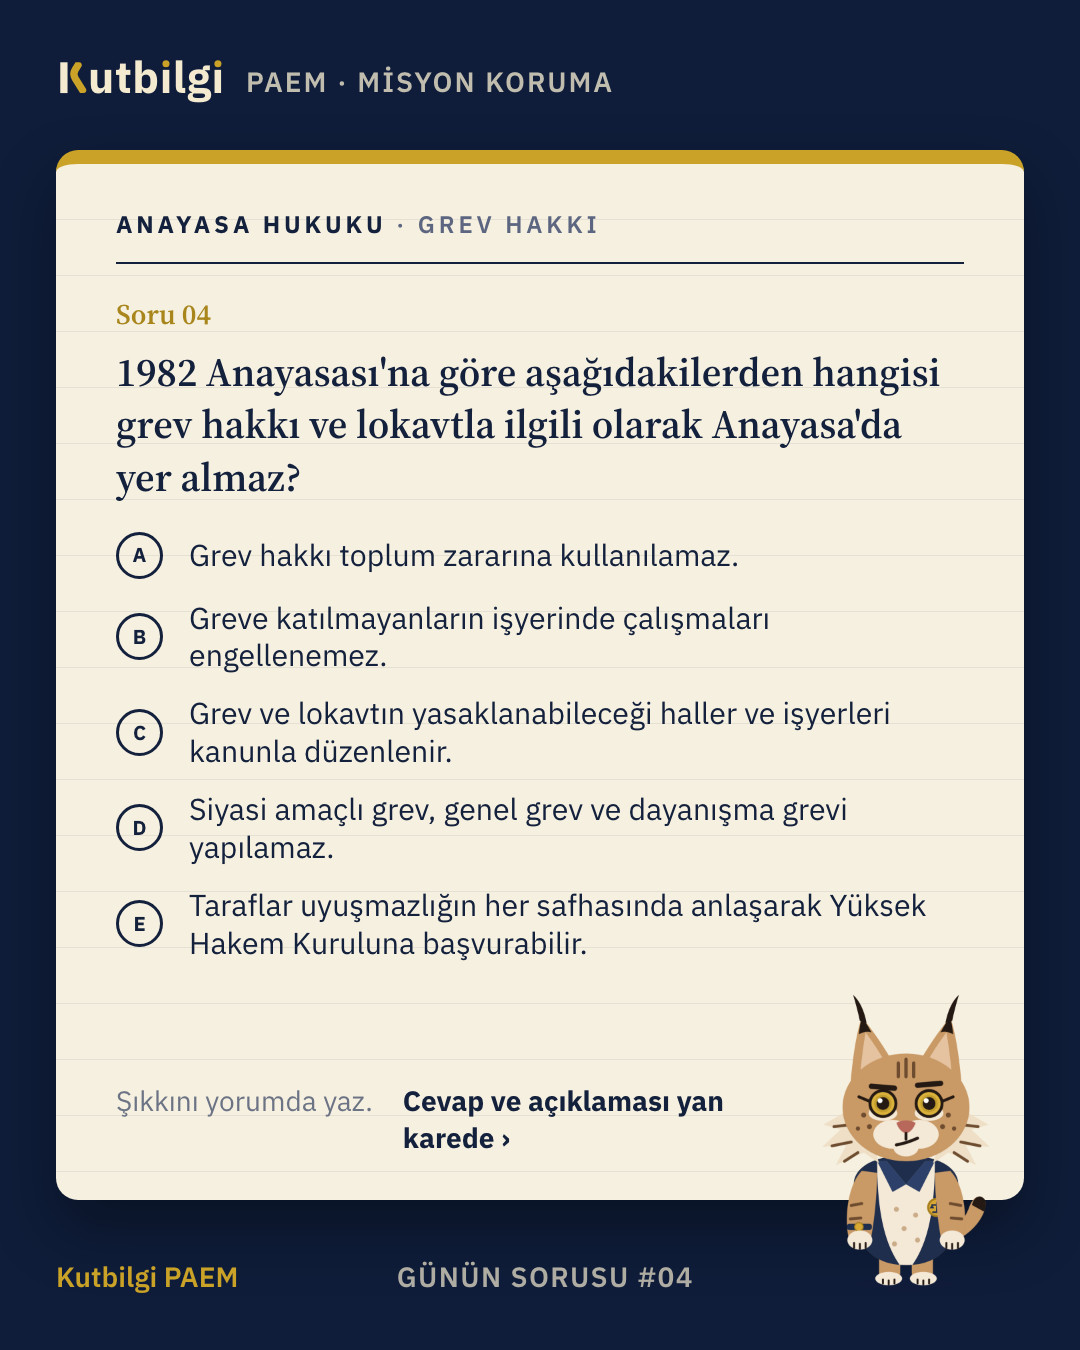 Kutbilgi PAEM · MİSYON KORUMA
ANAYASA HUKUKU · GREV HAKKI
Soru 04
1982 Anayasası'na göre aşağıdakilerden hangisi
grev hakkı ve lokavtla ilgili olarak Anayasa'da
yer almaz?
A Grev hakkı toplum zararına kullanılamaz.
B Greve katılmayanların işyerinde çalışmaları
engellenemez.
C Grev ve lokavtın yasaklanabileceği haller ve işyerleri
kanunla düzenlenir.
D Siyasi amaçlı grev, genel grev ve dayanışma grevi
yapılamaz.
E Taraflar uyuşmazlığın her safhasında anlaşarak Yüksek
Hakem Kuruluna başvurabilir.
Şıkkını yorumda yaz. Cevap ve açıklaması yan
karede ›
Kutbilgi PAEM GÜNÜN SORUSU #04